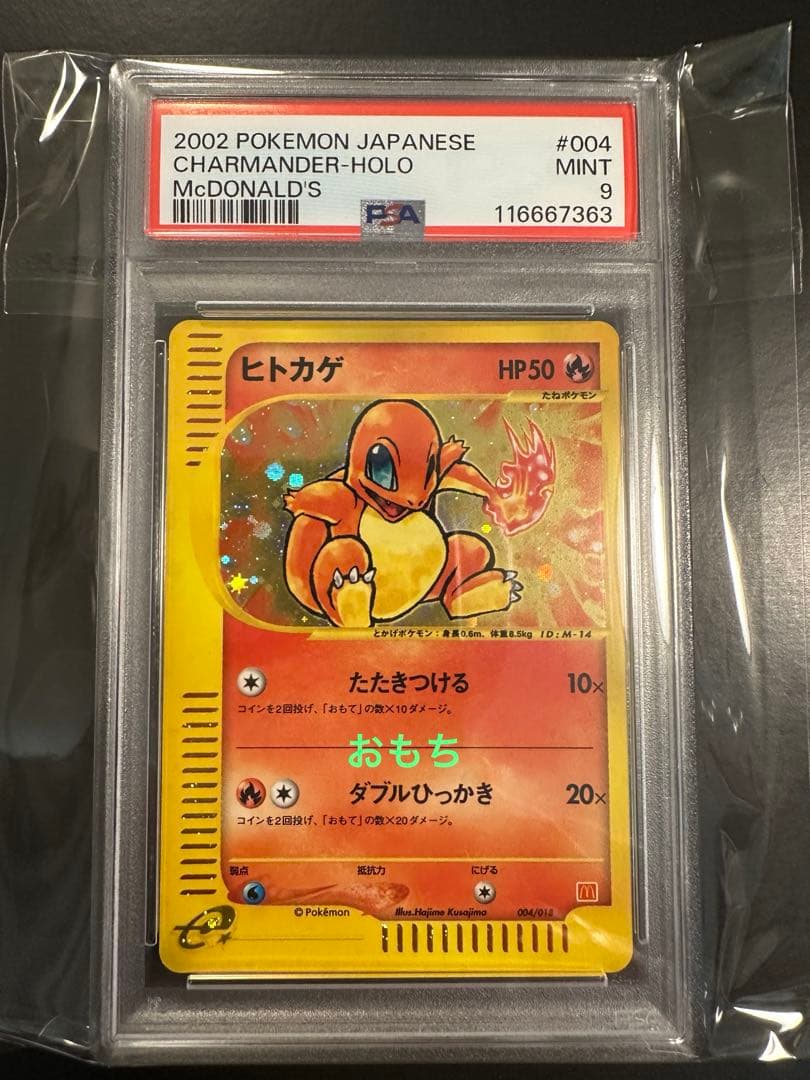 2002 POKEMON JAPANESE #004
CHARMANDER-HOLO MINT
McDONALD'S 9
PSA 116667363
ヒトカゲ HP50
たねポケモン
とかげポケモン：身長0.6m、体重8.5kg ID:M-14
たたきつける 10×
コインを2回投げ、「おもて」の数×10ダメージ。
おもち
ダブルひっかき 20×
コインを2回投げ、「おもて」の数×20ダメージ。
弱点 抵抗力 にげる
©Pokémon Illus.Hajime Kusajima 004/018
e